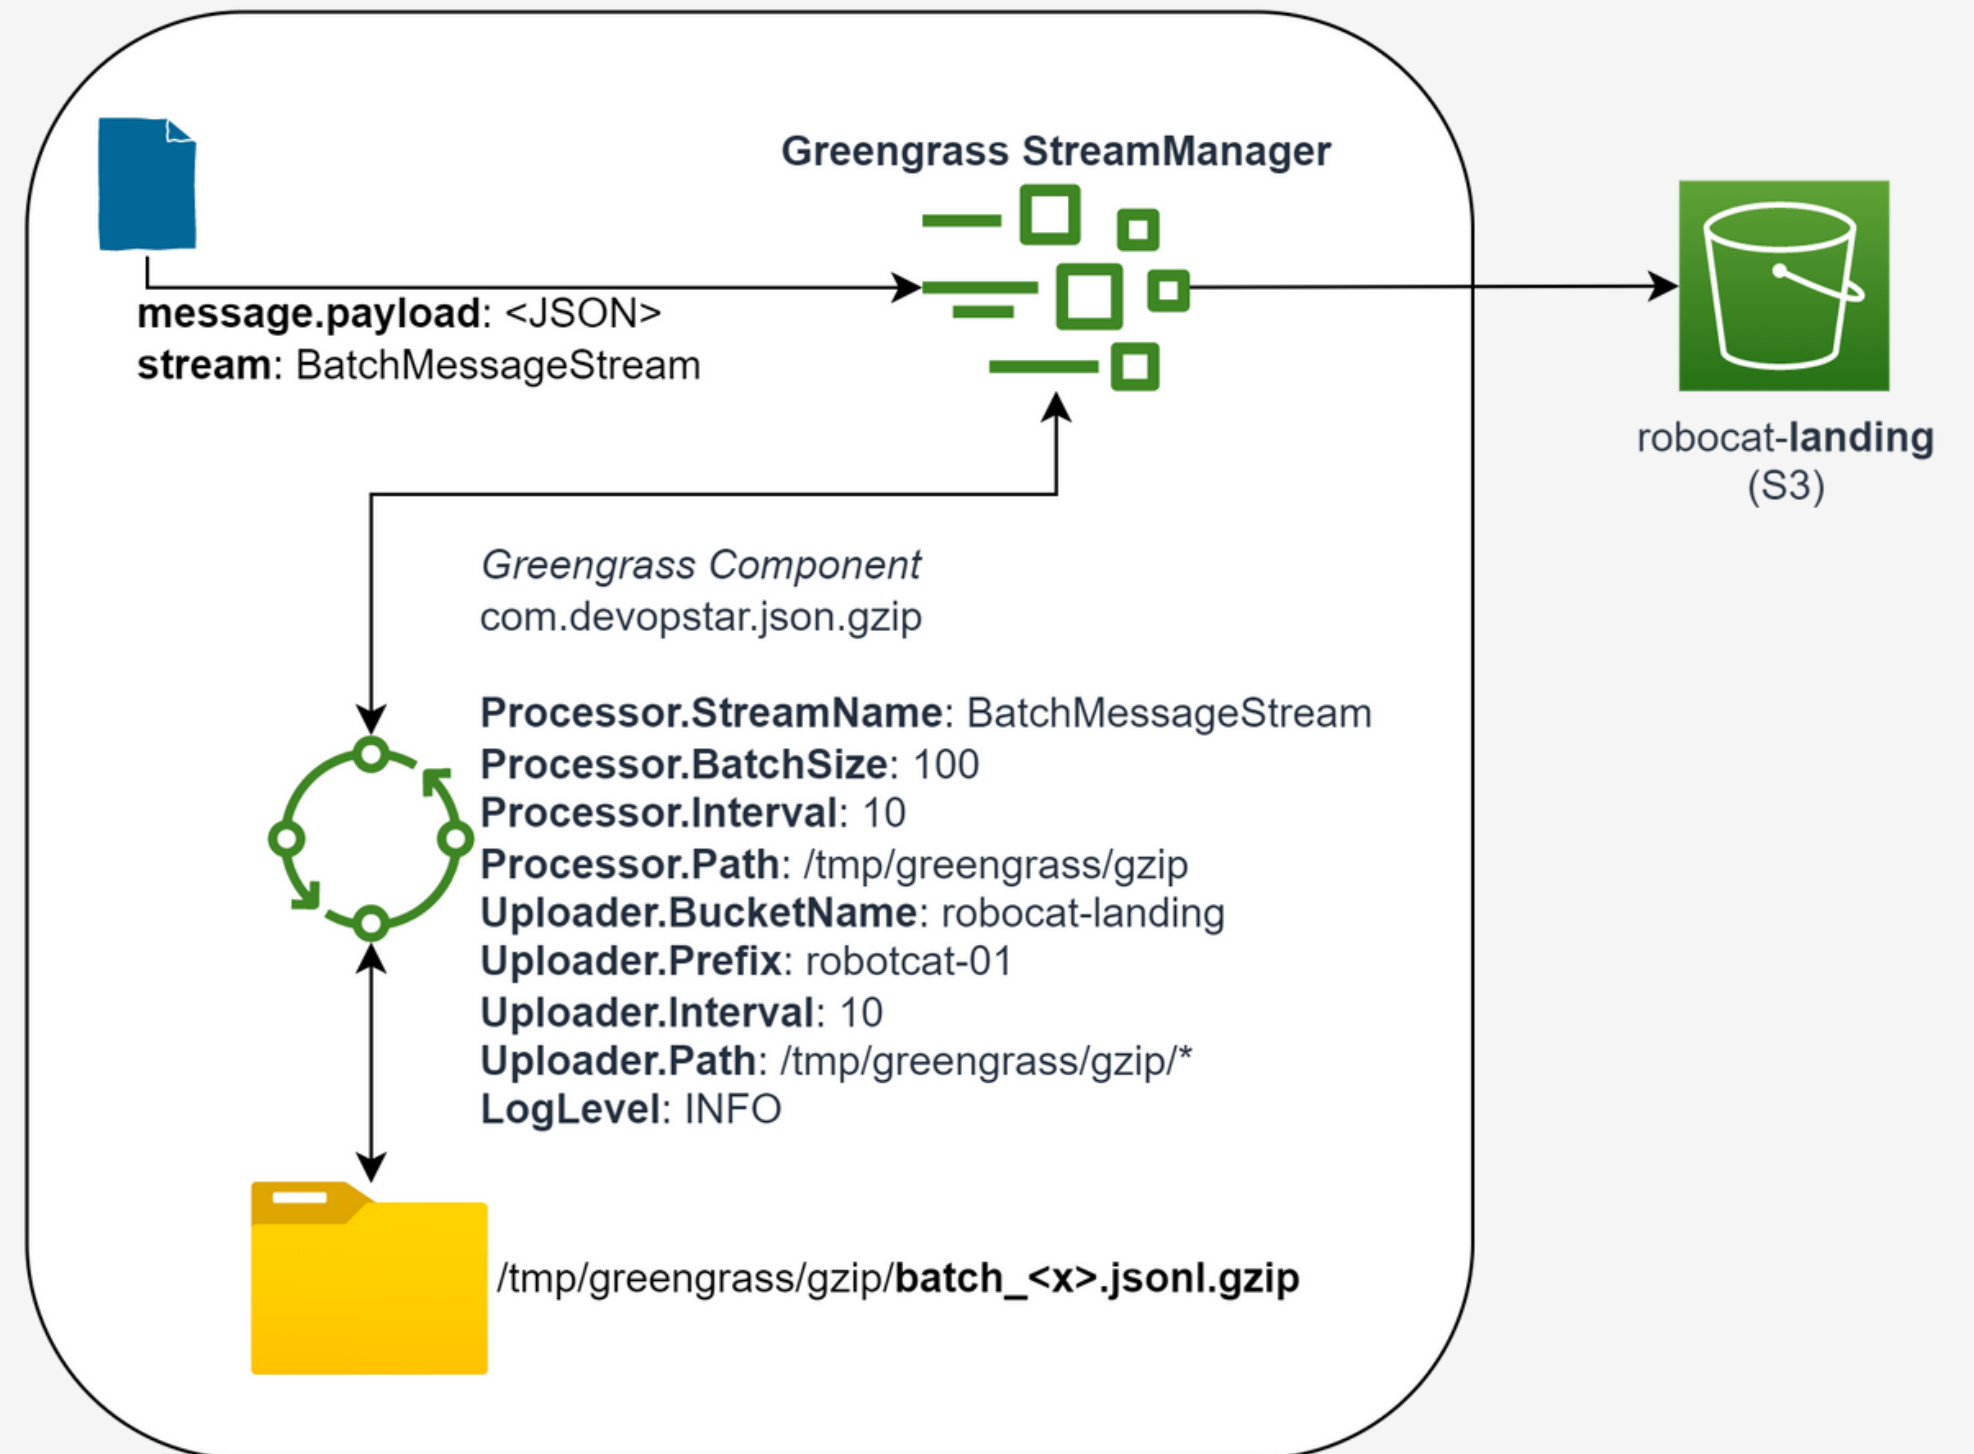 Greengrass StreamManager
message.payload: <JSON>
stream: BatchMessageStream
robocat-landing
(S3)
Greengrass Component
com.devopstar.json.gzip
Processor.StreamName: BatchMessageStream
Processor.BatchSize: 100
Processor.Interval: 10
Processor.Path: /tmp/greengrass/gzip
Uploader.BucketName: robocat-landing
Uploader.Prefix: robotcat-01
Uploader.Interval: 10
Uploader.Path: /tmp/greengrass/gzip/*
LogLevel: INFO
/tmp/greengrass/gzip/batch_<x>.jsonl.gzip